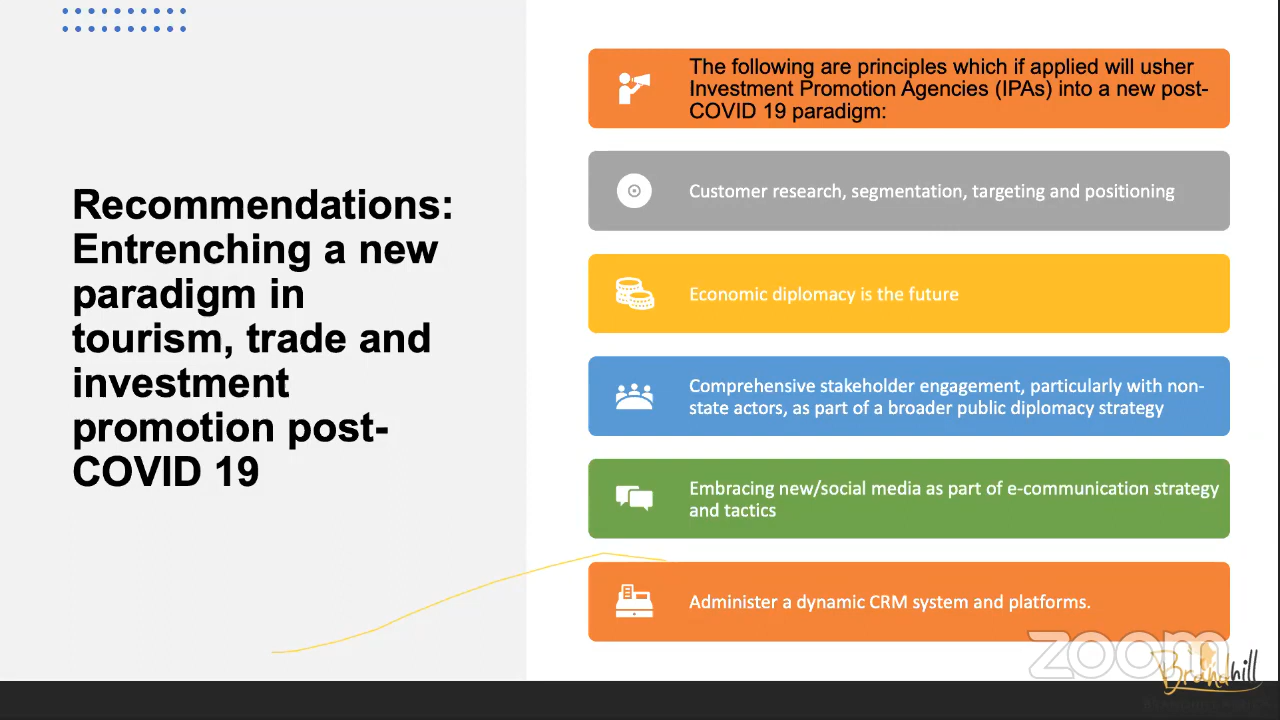 Recommendations:
Entrenching a new
paradigm in
tourism, trade and
investment
promotion post-
COVID 19
The following are principles which if applied will usher
Investment Promotion Agencies (IPAs) into a new post-
COVID 19 paradigm:
Customer research, segmentation, targeting and positioning
Economic diplomacy is the future
Comprehensive stakeholder engagement, particularly with non-
state actors, as part of a broader public diplomacy strategy
Embracing new/social media as part of e-communication strategy
and tactics
Administer a dynamic CRM system and platforms.
zoom
Brandhill